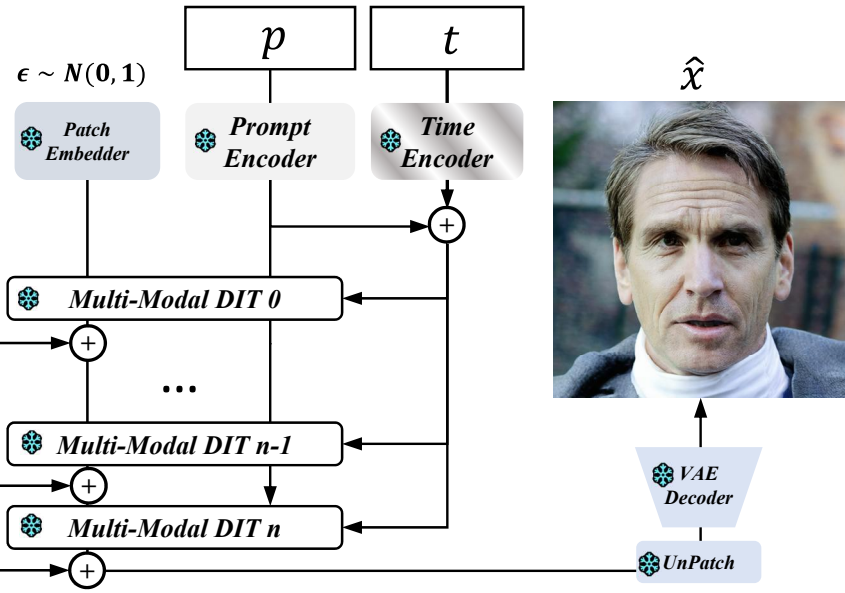 p
t
ϵ ~ N(0, 1)
x̂
Patch
Embedder
Prompt
Encoder
Time
Encoder
+
Multi-Modal DIT 0
+
...
Multi-Modal DIT n-1
+
Multi-Modal DIT n
+
VAE
Decoder
UnPatch